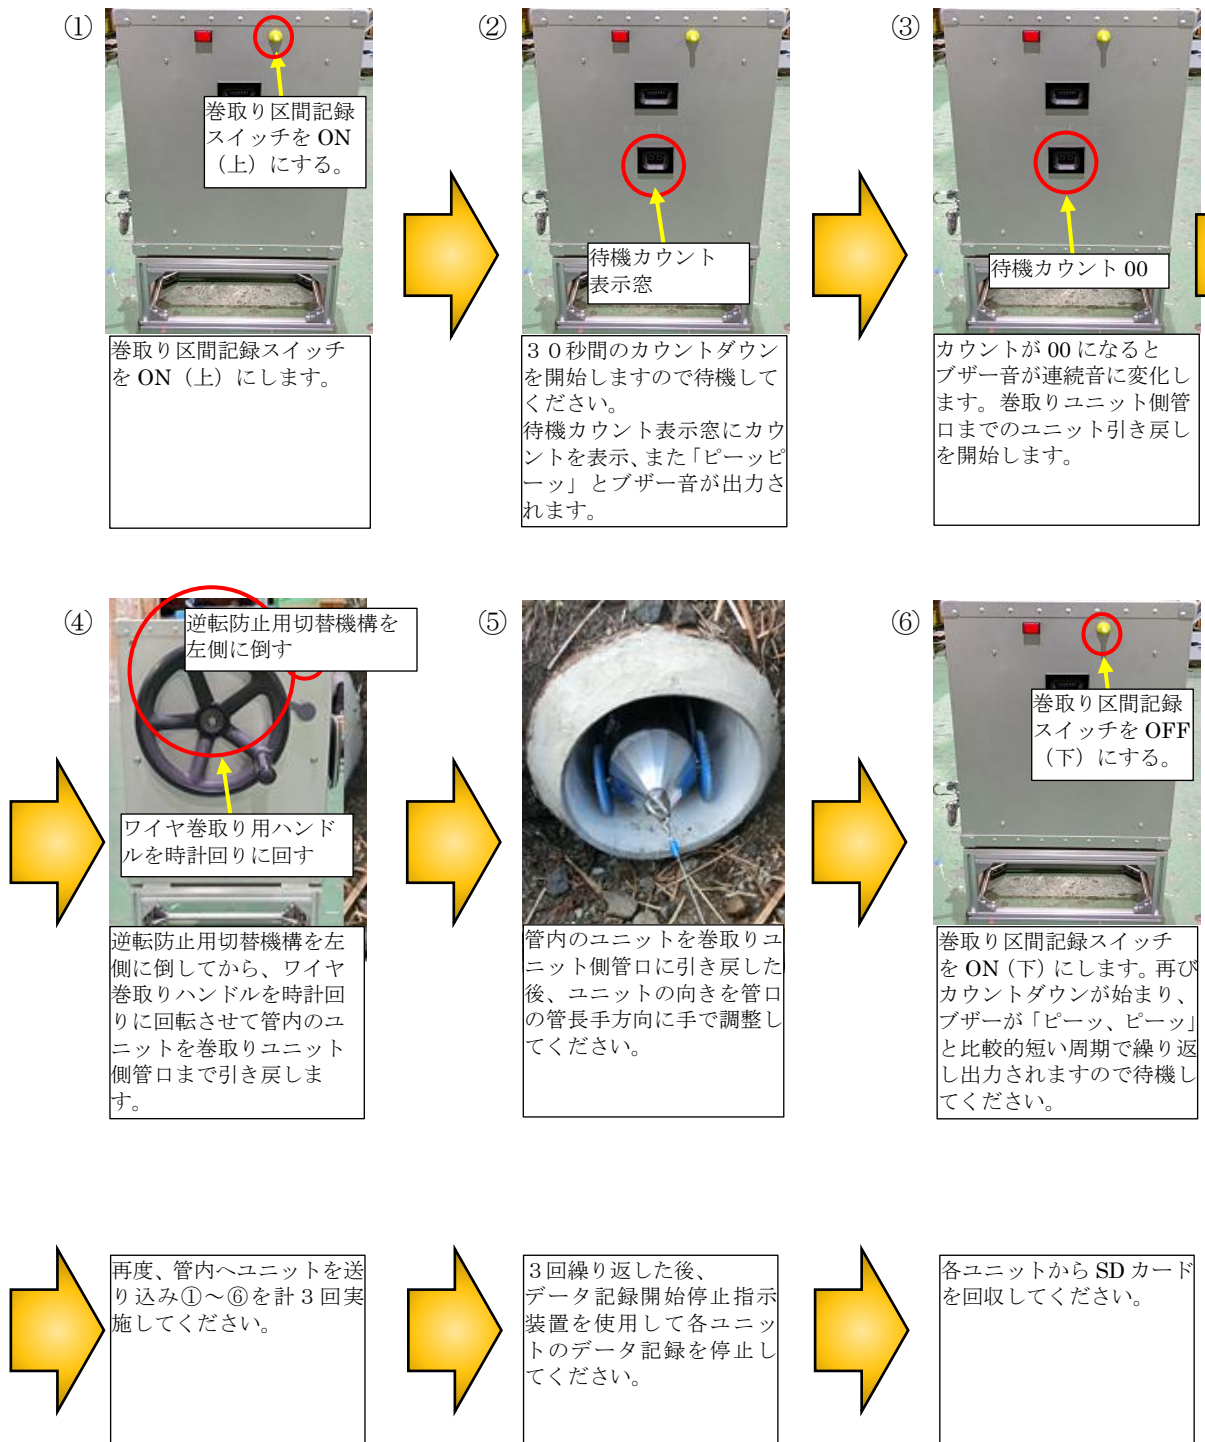 ①
巻取り区間記録
スイッチを ON
（上）にする。
巻取り区間記録スイッチ
を ON（上）にします。
②
待機カウント
表示窓
３０秒間のカウントダウン
を開始しますので待機して
ください。
待機カウント表示窓にカウ
ントを表示、また「ピーッピ
ーッ」とブザー音が出力さ
れます。
③
待機カウント 00
カウントが 00 になると
ブザー音が連続音に変化し
ます。巻取りユニット側管
口までのユニット引き戻し
を開始します。
④
逆転防止用切替機構を
左側に倒す
ワイヤ巻取り用ハンド
ルを時計回りに回す
逆転防止用切替機構を左
側に倒してから、ワイヤ
巻取りハンドルを時計回
りに回転させて管内のユ
ニットを巻取りユニット
側管口まで引き戻しま
す。
⑤
管内のユニットを巻取りユ
ニット側管口に引き戻した
後、ユニットの向きを管口
の管長手方向に手で調整し
てください。
⑥
巻取り区間記録
スイッチを OFF
（下）にする。
巻取り区間記録スイッチ
を ON（下）にします。再び
カウントダウンが始まり、
ブザーが「ピーッ、ピーッ」
と比較的短い周期で繰り返
し出力されますので待機し
てください。
再度、管内へユニットを送
り込み①～⑥を計３回実
施してください。
３回繰り返した後、
データ記録開始停止指示
装置を使用して各ユニッ
トのデータ記録を停止し
てください。
各ユニットから SD カード
を回収してください。